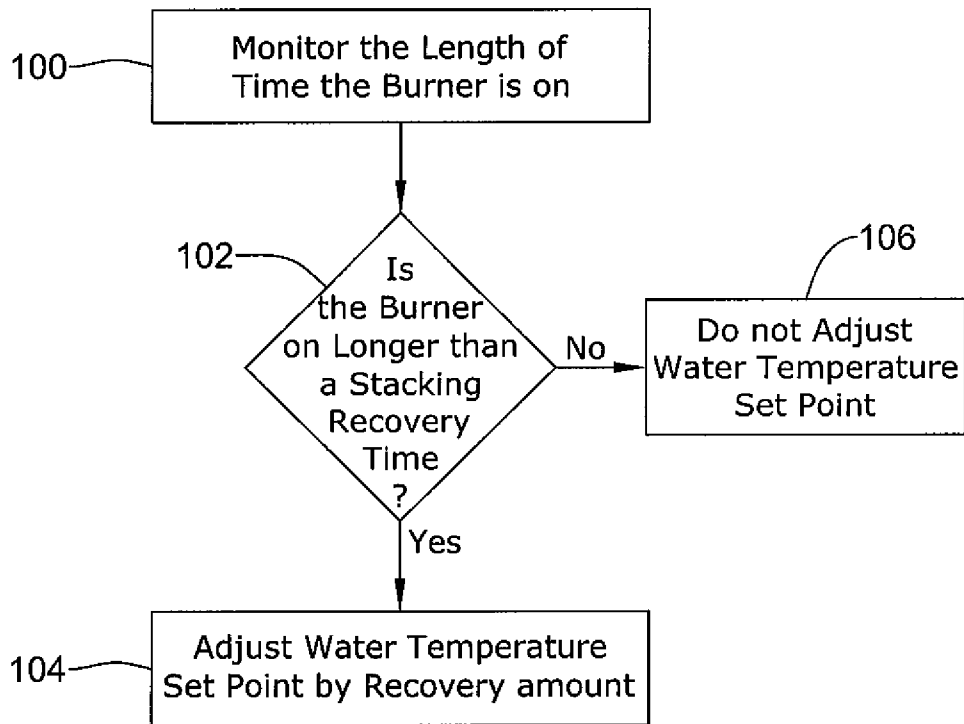 100
Monitor the Length of
Time the Burner is on
102
Is
the Burner
on Longer than
a Stacking
Recovery
Time
?
No
106
Do not Adjust
Water Temperature
Set Point
Yes
104
Adjust Water Temperature
Set Point by Recovery amount